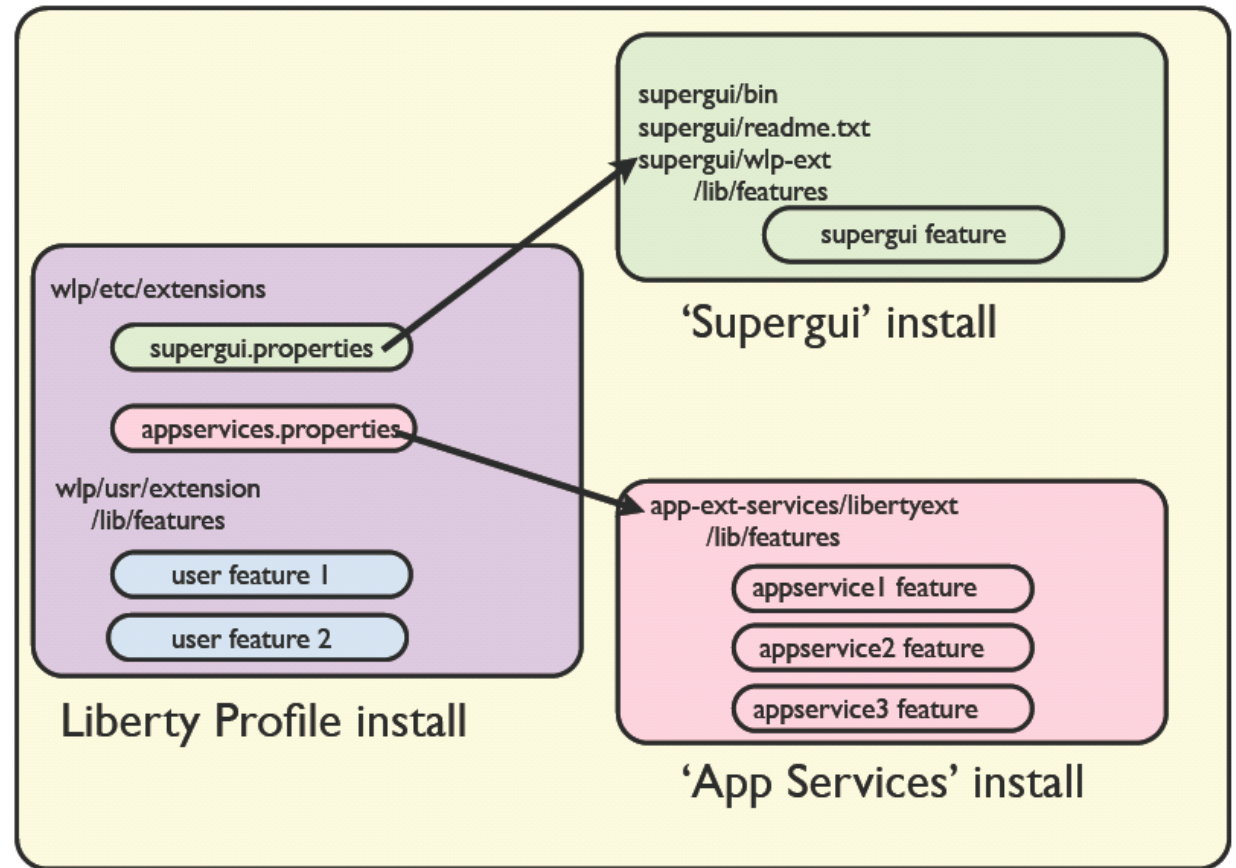 supergui/bin
supergui/readme.txt
supergui/wlp-ext
/lib/features
supergui feature
'Supergui' install
wlp/etc/extensions
supergui.properties
appservices.properties
wlp/usr/extension
/lib/features
user feature 1
user feature 2
Liberty Profile install
app-ext-services/libertyext
/lib/features
appservice1 feature
appservice2 feature
appservice3 feature
'App Services' install